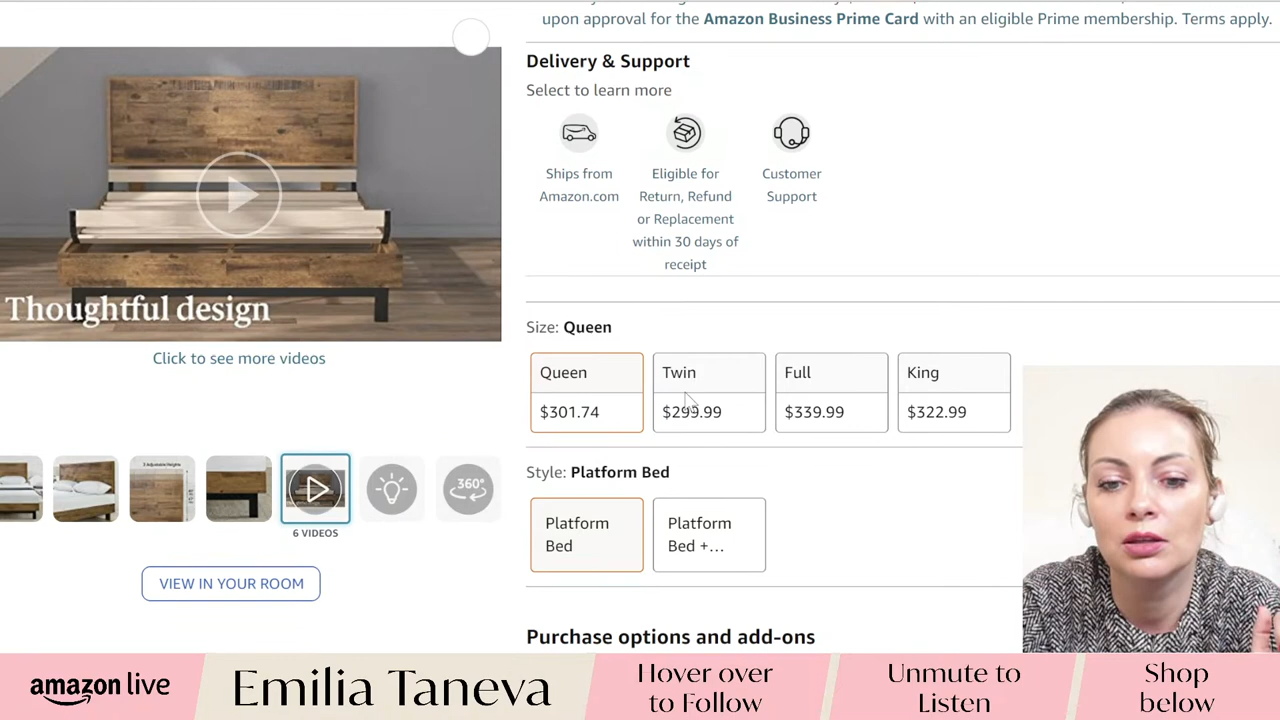 upon approval for the Amazon Business Prime Card with an eligible Prime membership. Terms apply.
Delivery & Support
Select to learn more
Ships from
Amazon.com
Eligible for
Return, Refund
or Replacement
within 30 days of
receipt
Customer
Support
Thoughtful design
Click to see more videos
Size: Queen
Queen
$301.74
Twin
$299.99
Full
$339.99
King
$322.99
Style: Platform Bed
Platform
Bed
Platform
Bed +...
360°
6 VIDEOS
VIEW IN YOUR ROOM
Purchase options and add-ons
amazon live
Emilia Taneva
Hover over
to Follow
Unmute to
Listen
Shop
below